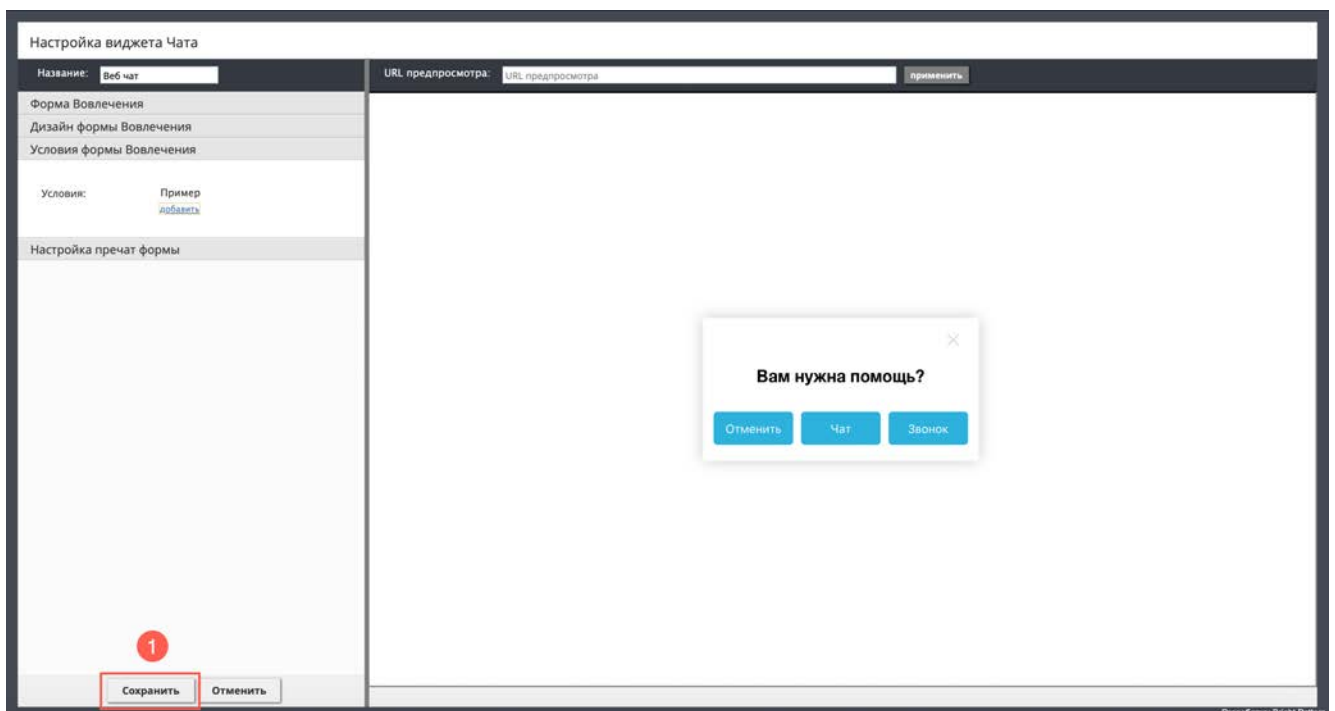 Настройка виджета Чата
Название: Веб чат
URL предпросмотра: URL предпросмотра применить
Форма Вовлечения
Дизайн формы Вовлечения
Условия формы Вовлечения
Условия: Пример
добавить
Настройка пречат формы
Вам нужна помощь?
Отменить Чат Звонок
1
Сохранить Отменить